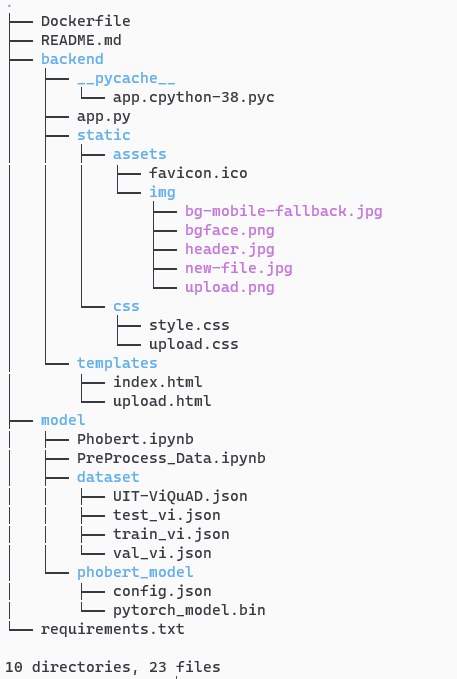 .
├── Dockerfile
├── README.md
├── backend
│   ├── __pycache__
│   │   └── app.cpython-38.pyc
│   ├── app.py
│   ├── static
│   │   ├── assets
│   │   │   ├── favicon.ico
│   │   │   └── img
│   │   │       ├── bg-mobile-fallback.jpg
│   │   │       ├── bgface.png
│   │   │       ├── header.jpg
│   │   │       ├── new-file.jpg
│   │   │       └── upload.png
│   │   └── css
│   │       ├── style.css
│   │       └── upload.css
│   └── templates
│       ├── index.html
│       └── upload.html
├── model
│   ├── Phobert.ipynb
│   ├── PreProcess_Data.ipynb
│   ├── dataset
│   │   ├── UIT-ViQuAD.json
│   │   ├── test_vi.json
│   │   ├── train_vi.json
│   │   └── val_vi.json
│   └── phobert_model
│       ├── config.json
│       └── pytorch_model.bin
└── requirements.txt
10 directories, 23 files